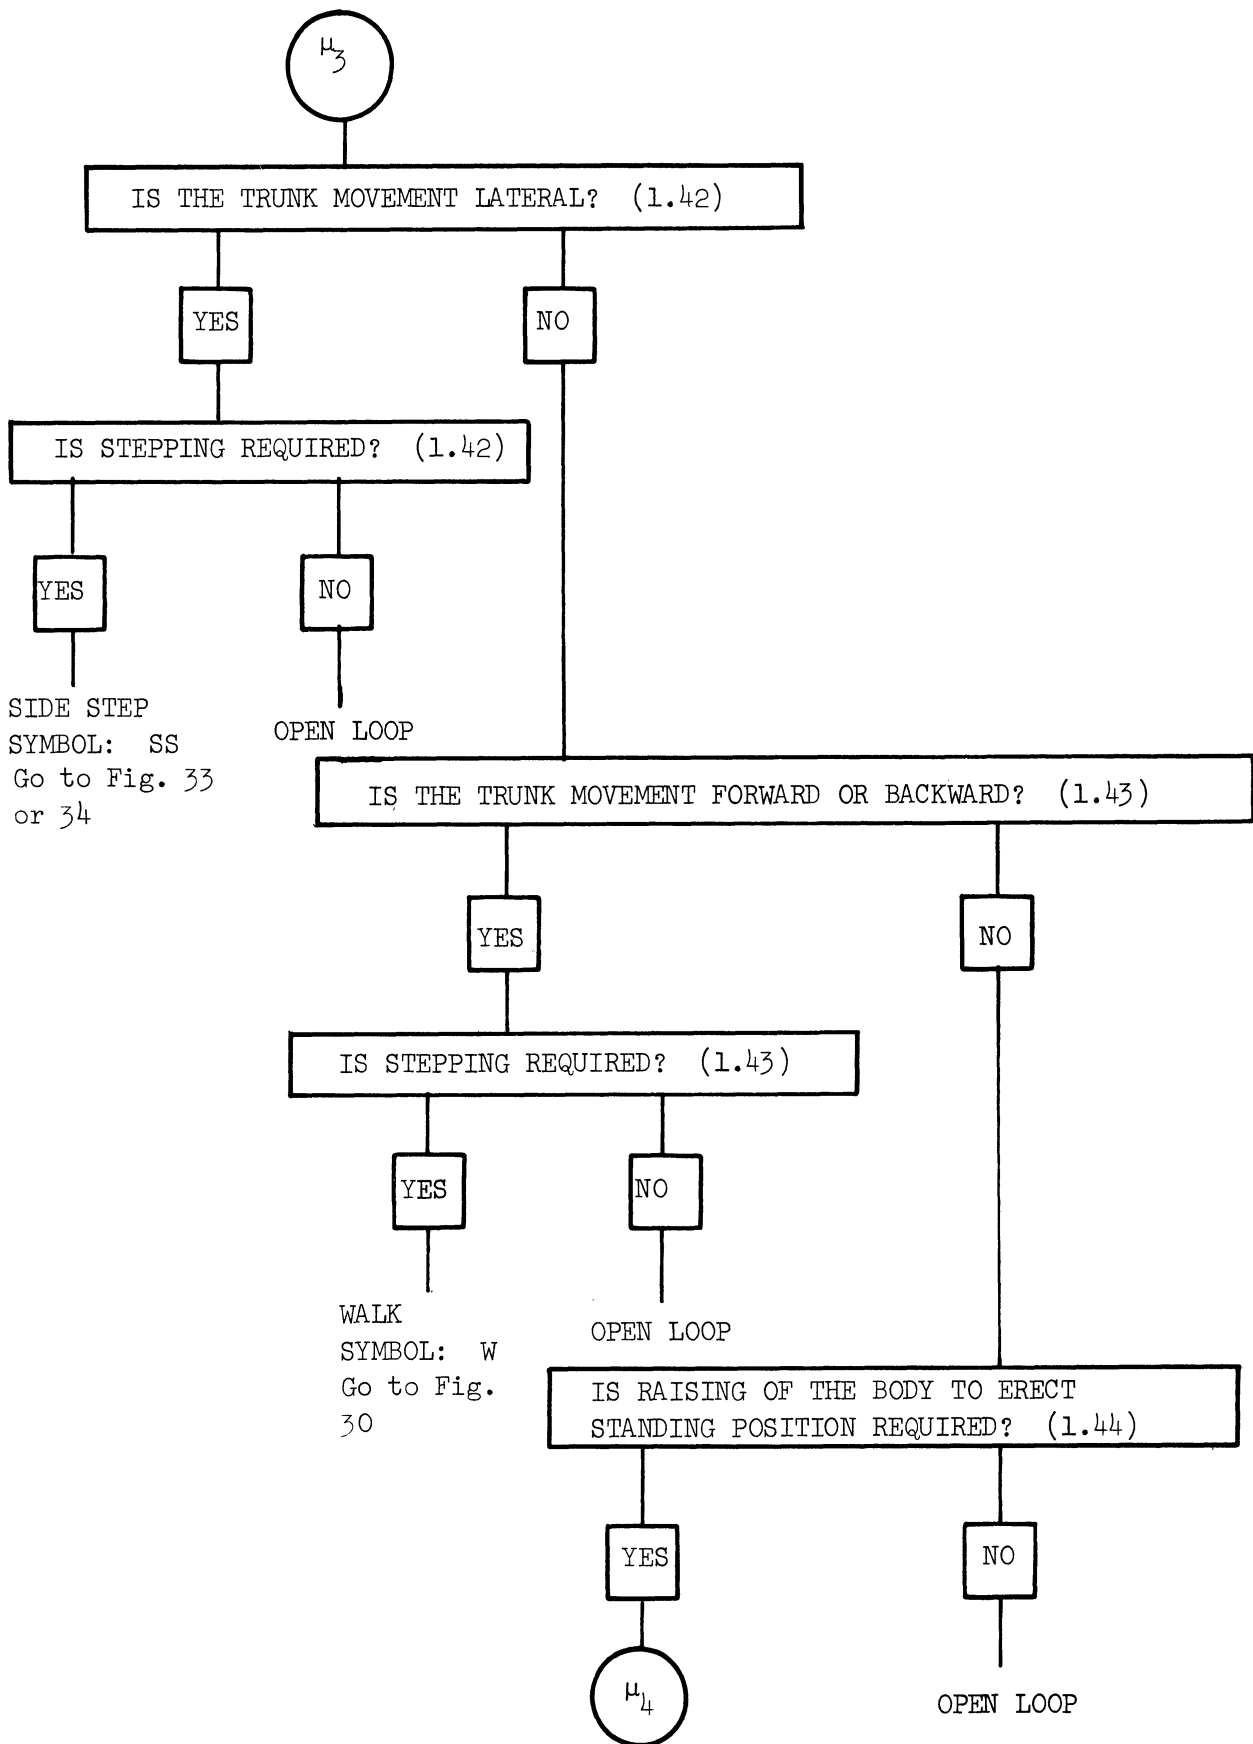 μ3
IS THE TRUNK MOVEMENT LATERAL? (1.42)
YES
NO
IS STEPPING REQUIRED? (1.42)
YES
NO
SIDE STEP
SYMBOL: SS
Go to Fig. 33
or 34
OPEN LOOP
IS THE TRUNK MOVEMENT FORWARD OR BACKWARD? (1.43)
YES
NO
IS STEPPING REQUIRED? (1.43)
YES
NO
WALK
SYMBOL: W
Go to Fig.
30
OPEN LOOP
IS RAISING OF THE BODY TO ERECT
STANDING POSITION REQUIRED? (1.44)
YES
NO
μ4
OPEN LOOP